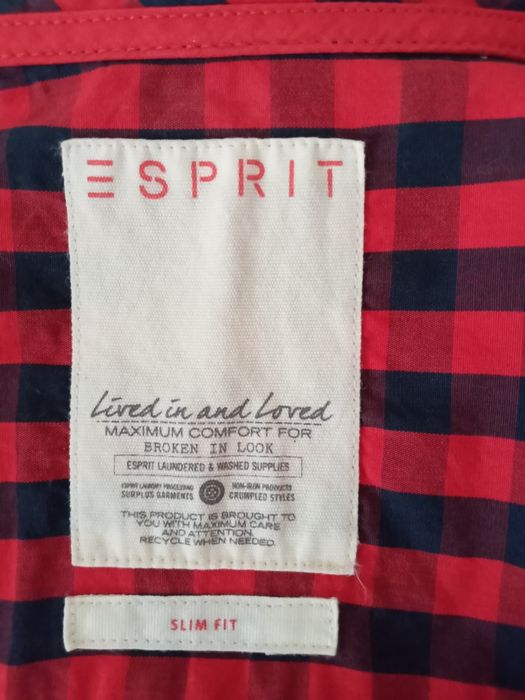 ESPRIT
Lived in and Loved
MAXIMUM COMFORT FOR
BROKEN IN LOOK
ESPRIT LAUNDERED & WASHED SUPPLIES
ESPRIT LAUNDRY PROCESSING NON-IRON PRODUCTS
SURPLUS GARMENTS CRUMPLED STYLES
THIS PRODUCT IS BROUGHT TO
YOU WITH MAXIMUM CARE
AND ATTENTION.
RECYCLE WHEN NEEDED.
SLIM FIT